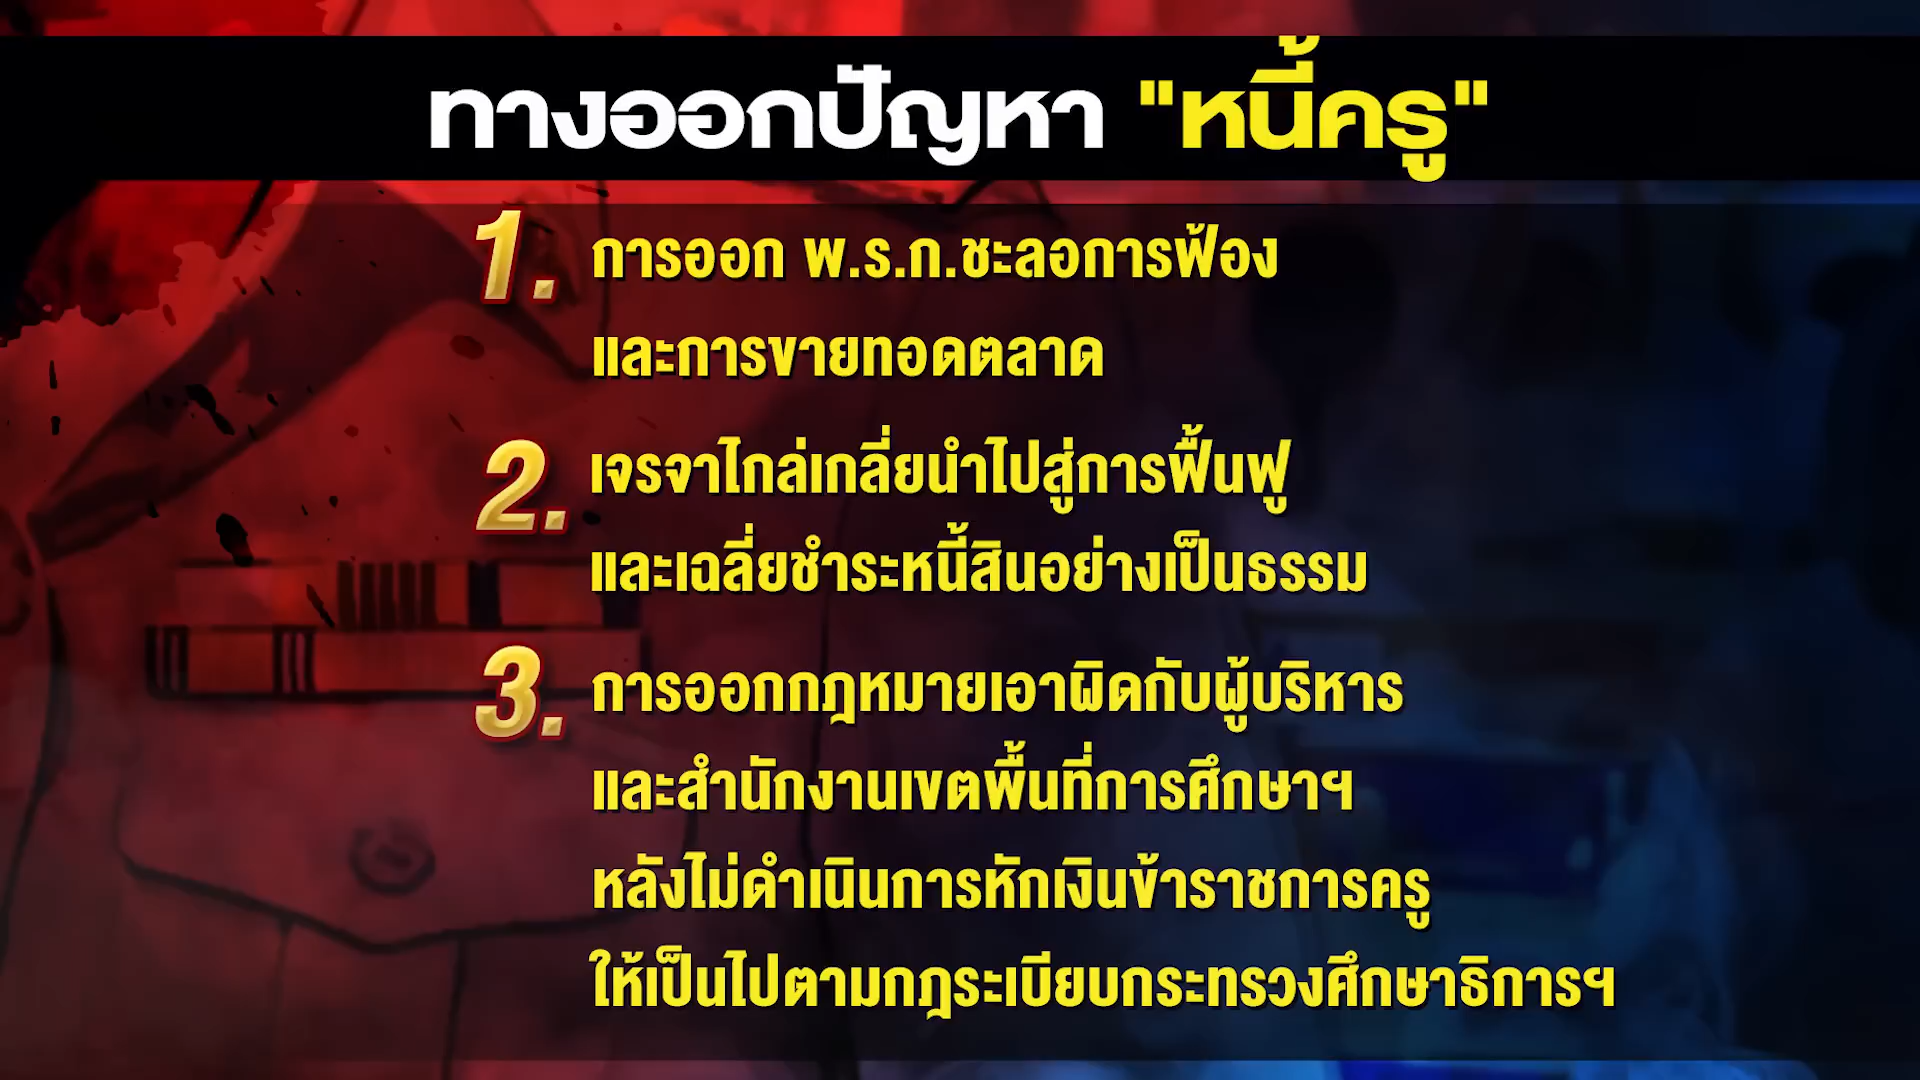 ทางออกปัญหา "หนี้ครู"
1. การออก พ.ร.ก.ชะลอการฟ้อง
และการขายทอดตลาด
2. เจรจาไกล่เกลี่ยนำไปสู่การฟื้นฟู
และเฉลี่ยชำระหนี้สินอย่างเป็นธรรม
3. การออกกฎหมายเอาผิดกับผู้บริหาร
และสำนักงานเขตพื้นที่การศึกษาฯ
หลังไม่ดำเนินการหักเงินข้าราชการครู
ให้เป็นไปตามกฎระเบียบกระทรวงศึกษาธิการฯ